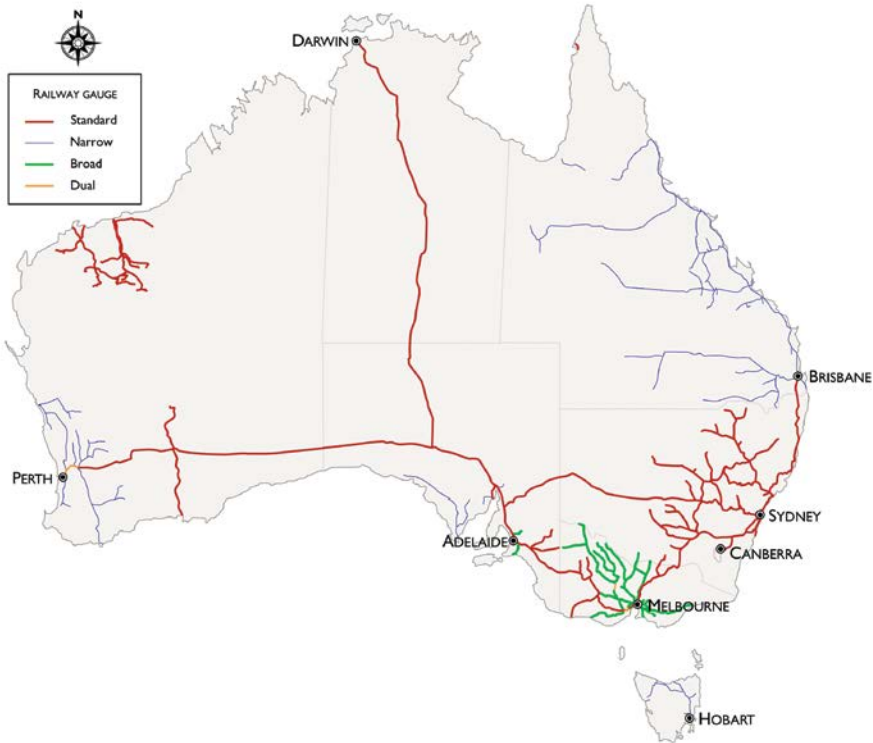 N
DARWIN
RAILWAY GAUGE
Standard
Narrow
Broad
Dual
BRISBANE
PERTH
SYDNEY
ADELAIDE
CANBERRA
MELBOURNE
HOBART